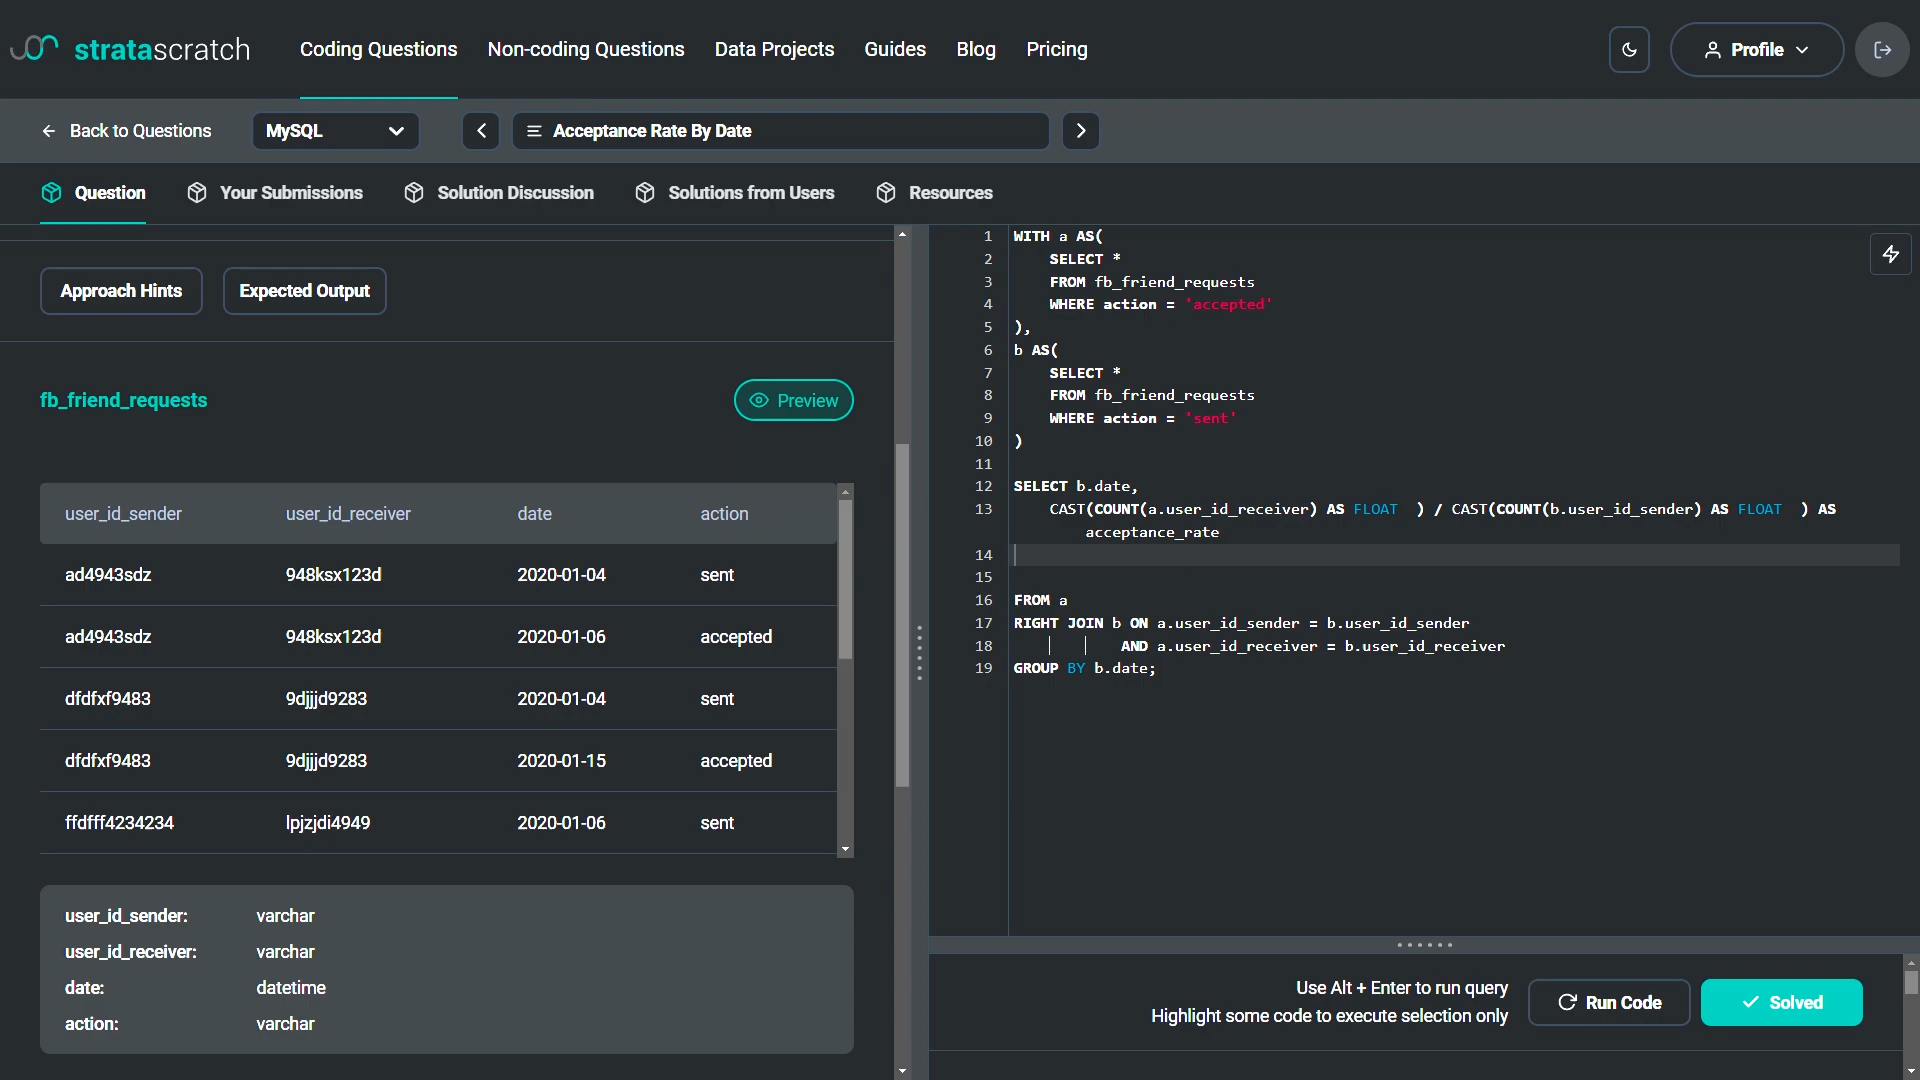 stratascratch
Coding Questions
Non-coding Questions
Data Projects
Guides
Blog
Pricing
Profile
Back to Questions
MySQL
Acceptance Rate By Date
Question
Your Submissions
Solution Discussion
Solutions from Users
Resources
Approach Hints
Expected Output
fb_friend_requests
Preview
user_id_sender user_id_receiver date action
ad4943sdz 948ksx123d 2020-01-04 sent
ad4943sdz 948ksx123d 2020-01-06 accepted
dfdfxf9483 9djjjd9283 2020-01-04 sent
dfdfxf9483 9djjjd9283 2020-01-15 accepted
ffdfff4234234 lpjzjdi4949 2020-01-06 sent
user_id_sender: varchar
user_id_receiver: varchar
date: datetime
action: varchar
1 WITH a AS(
2 SELECT *
3 FROM fb_friend_requests
4 WHERE action = 'accepted'
5 ),
6 b AS(
7 SELECT *
8 FROM fb_friend_requests
9 WHERE action = 'sent'
10 )
11
12 SELECT b.date,
13 CAST(COUNT(a.user_id_receiver) AS FLOAT ) / CAST(COUNT(b.user_id_sender) AS FLOAT ) AS
acceptance_rate
14
15
16 FROM a
17 RIGHT JOIN b ON a.user_id_sender = b.user_id_sender
18 AND a.user_id_receiver = b.user_id_receiver
19 GROUP BY b.date;
Use Alt + Enter to run query
Highlight some code to execute selection only
Run Code
Solved